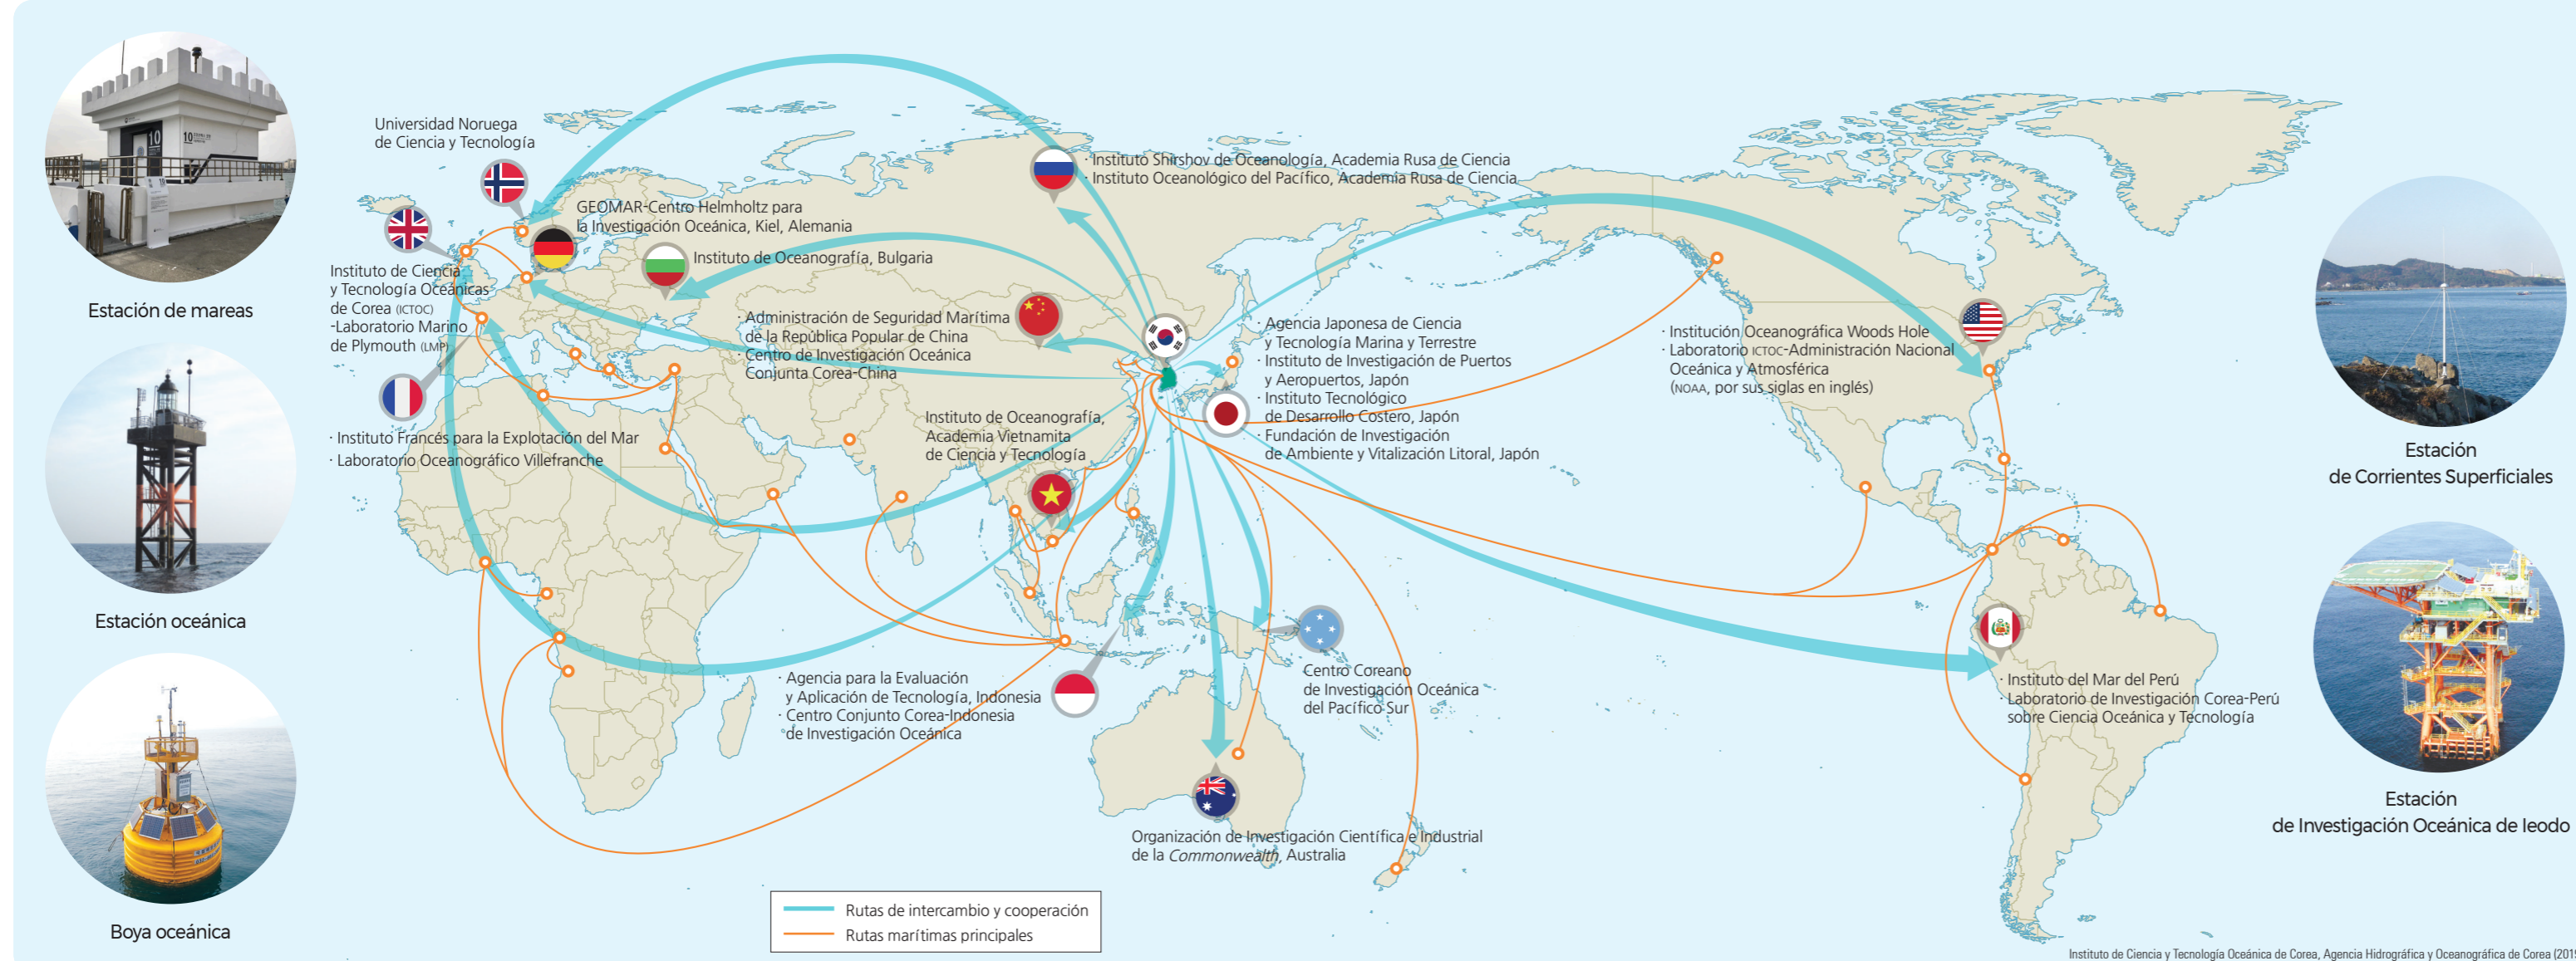 Estación de mareas
Estación oceánica
Boya oceánica
Universidad Noruega
de Ciencia y Tecnología
GEOMAR-Centro Helmholtz para
la Investigación Oceánica, Kiel, Alemania
Instituto de Oceanografía, Bulgaria
Instituto de Ciencia
y Tecnología Oceánicas
de Corea (ICTOC)
-Laboratorio Marino
de Plymouth (LMP)
· Instituto Francés para la Explotación del Mar
· Laboratorio Oceanográfico Villefranche
· Instituto Shirshov de Oceanología, Academia Rusa de Ciencia
· Instituto Oceanológico del Pacífico, Academia Rusa de Ciencia
· Administración de Seguridad Marítima
de la República Popular de China
· Centro de Investigación Oceánica
Conjunta Corea-China
Instituto de Oceanografía,
Academia Vietnamita
de Ciencia y Tecnología
· Agencia Japonesa de Ciencia
y Tecnología Marina y Terrestre
· Instituto de Investigación de Puertos
y Aeropuertos, Japón
· Instituto Tecnológico
de Desarrollo Costero, Japón
· Fundación de Investigación
de Ambiente y Vitalización Litoral, Japón
· Institución Oceanográfica Woods Hole
· Laboratorio ICTOC-Administración Nacional
Oceánica y Atmosférica
(NOAA, por sus siglas en inglés)
· Agencia para la Evaluación
y Aplicación de Tecnología, Indonesia
· Centro Conjunto Corea-Indonesia
de Investigación Oceánica
Centro Coreano
de Investigación Oceánica
del Pacífico Sur
· Instituto del Mar del Perú
· Laboratorio de Investigación Corea-Perú
sobre Ciencia Oceánica y Tecnología
Organización de Investigación Científica e Industrial
de la Commonwealth, Australia
Rutas de intercambio y cooperación
Rutas marítimas principales
Estación
de Corrientes Superficiales
Estación
de Investigación Oceánica de Ieodo
Instituto de Ciencia y Tecnología Oceánica de Corea, Agencia Hidrográfica y Oceanográfica de Corea
10
10